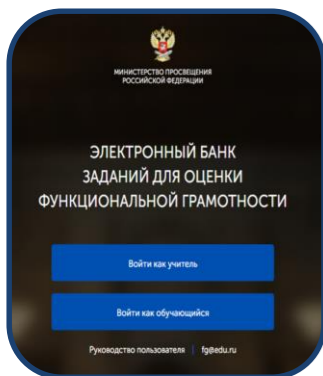 МИНИСТЕРСТВО ПРОСВЕЩЕНИЯ
РОССИЙСКОЙ ФЕДЕРАЦИИ
ЭЛЕКТРОННЫЙ БАНК
ЗАДАНИЙ ДЛЯ ОЦЕНКИ
ФУНКЦИОНАЛЬНОЙ ГРАМОТНОСТИ
Войти как учитель
Войти как обучающийся
Руководство пользователя | fg@edu.ru